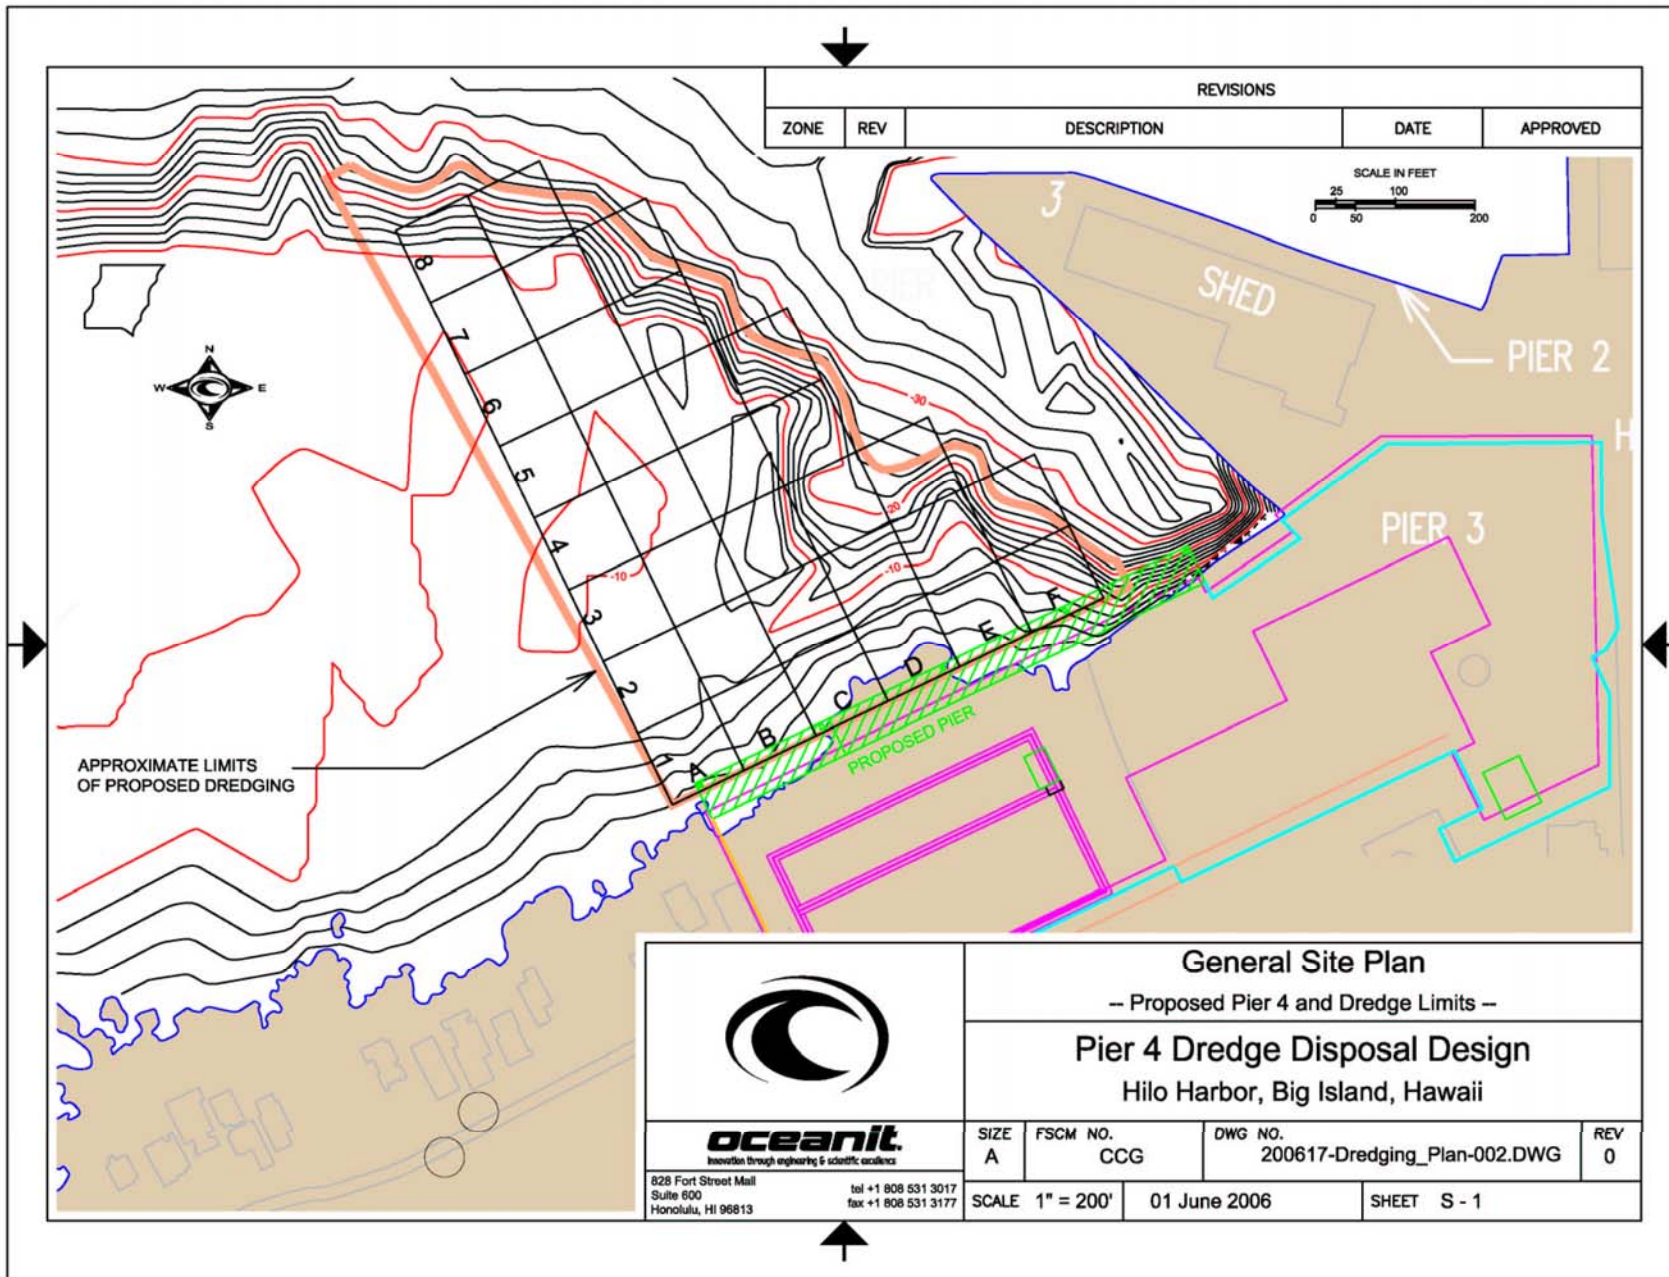 REVISIONS
ZONE REV DESCRIPTION DATE APPROVED
SCALE IN FEET
25 100
0 50 200
3
SHED
PIER
PIER 2
H
PIER 3
N
W E
S
8
7
6
5
4
3
2
1
A
B
C
D
E
F
-30
-20
-10
-10
PROPOSED PIER
APPROXIMATE LIMITS
OF PROPOSED DREDGING
General Site Plan
-- Proposed Pier 4 and Dredge Limits --
Pier 4 Dredge Disposal Design
Hilo Harbor, Big Island, Hawaii
oceanit.
innovation through engineering & scientific excellence
828 Fort Street Mall
Suite 600
Honolulu, HI 96813
tel +1 808 531 3017
fax +1 808 531 3177
SIZE
A
FSCM NO.
CCG
DWG NO.
200617-Dredging_Plan-002.DWG
REV
0
SCALE 1" = 200'
01 June 2006
SHEET S - 1